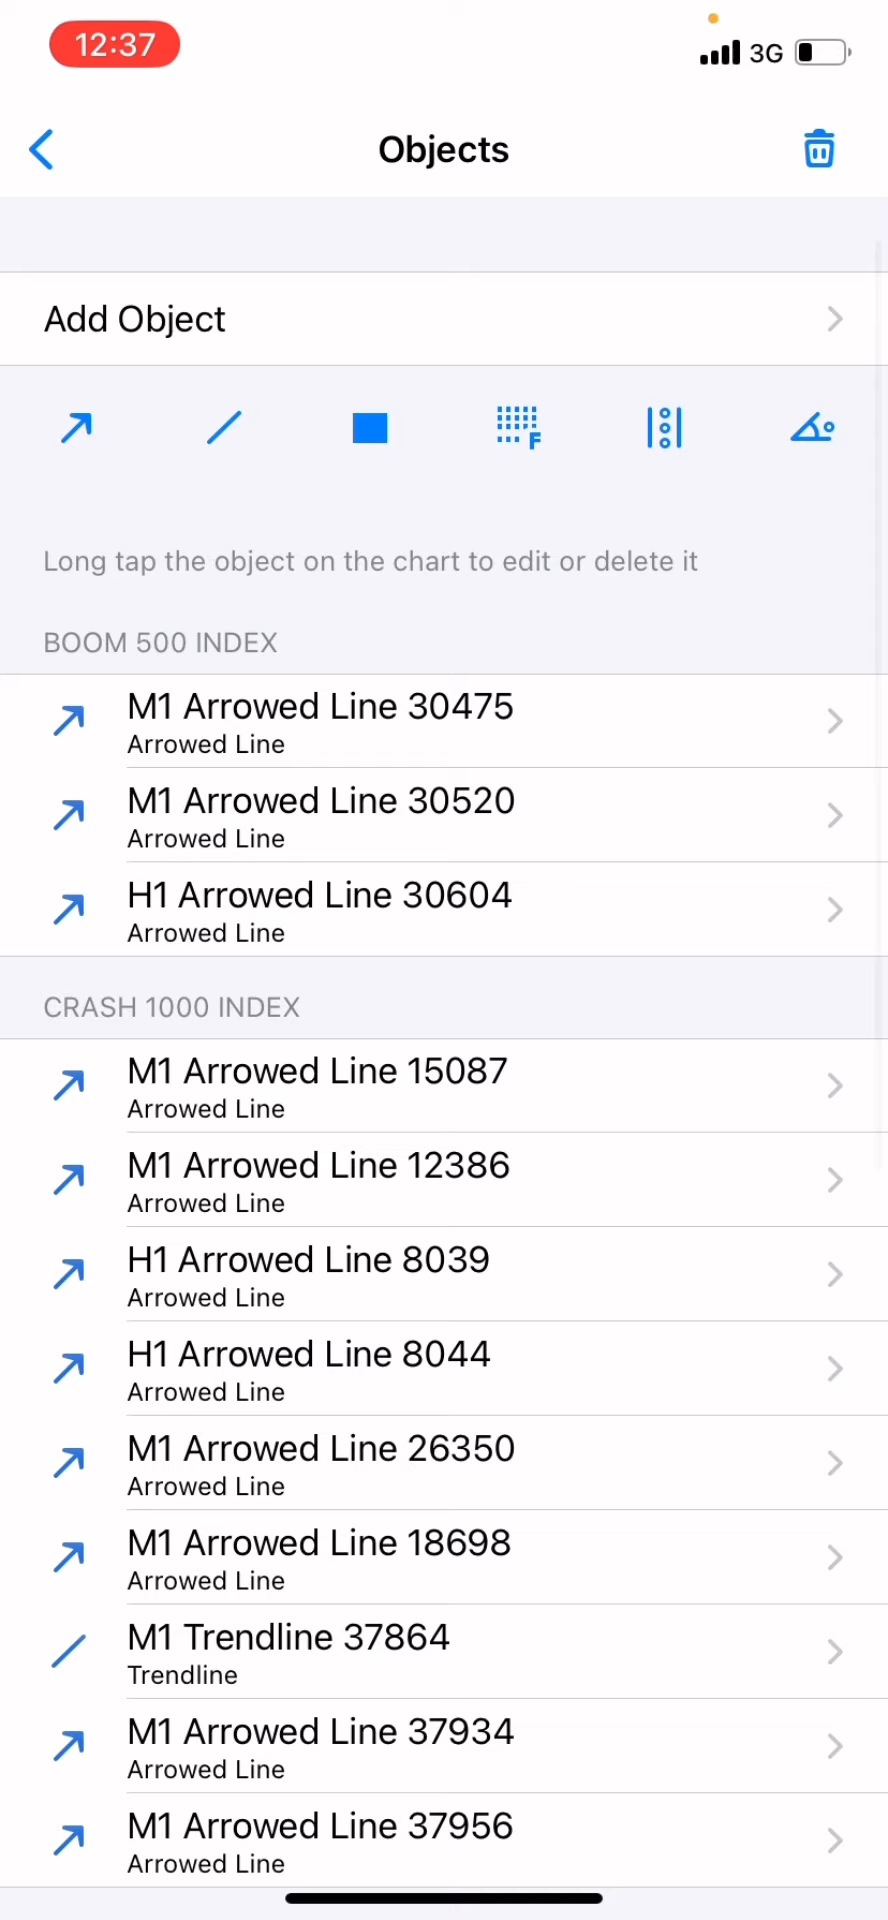 12:37
3G
Objects
Add Object
F
Long tap the object on the chart to edit or delete it
BOOM 500 INDEX
M1 Arrowed Line 30475
Arrowed Line
M1 Arrowed Line 30520
Arrowed Line
H1 Arrowed Line 30604
Arrowed Line
CRASH 1000 INDEX
M1 Arrowed Line 15087
Arrowed Line
M1 Arrowed Line 12386
Arrowed Line
H1 Arrowed Line 8039
Arrowed Line
H1 Arrowed Line 8044
Arrowed Line
M1 Arrowed Line 26350
Arrowed Line
M1 Arrowed Line 18698
Arrowed Line
M1 Trendline 37864
Trendline
M1 Arrowed Line 37934
Arrowed Line
M1 Arrowed Line 37956
Arrowed Line